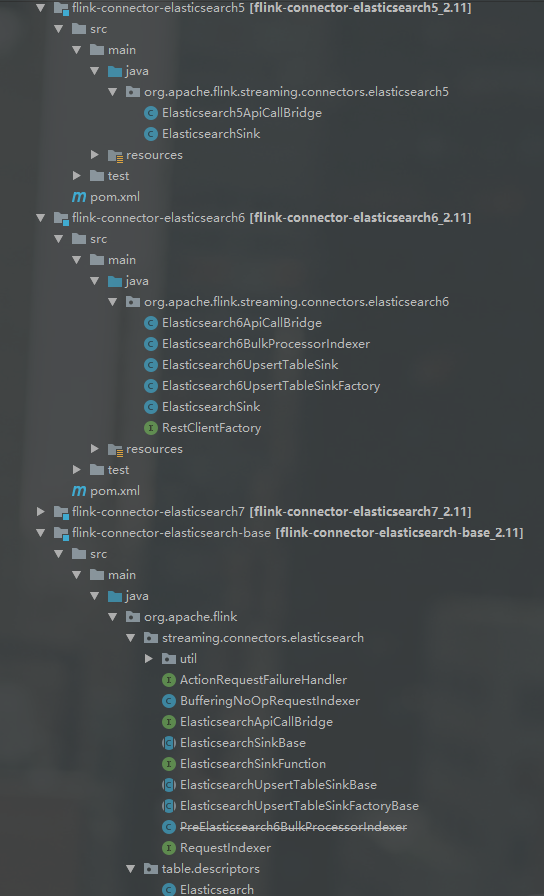 flink-connector-elasticsearch5 [flink-connector-elasticsearch5_2.11]
src
main
java
org.apache.flink.streaming.connectors.elasticsearch5
Elasticsearch5ApiCallBridge
ElasticsearchSink
resources
test
pom.xml
flink-connector-elasticsearch6 [flink-connector-elasticsearch6_2.11]
src
main
java
org.apache.flink.streaming.connectors.elasticsearch6
Elasticsearch6ApiCallBridge
Elasticsearch6BulkProcessorIndexer
Elasticsearch6UpsertTableSink
Elasticsearch6UpsertTableSinkFactory
ElasticsearchSink
RestClientFactory
resources
test
pom.xml
flink-connector-elasticsearch7 [flink-connector-elasticsearch7_2.11]
flink-connector-elasticsearch-base [flink-connector-elasticsearch-base_2.11]
src
main
java
org.apache.flink
streaming.connectors.elasticsearch
util
ActionRequestFailureHandler
BufferingNoOpRequestIndexer
ElasticsearchApiCallBridge
ElasticsearchSinkBase
ElasticsearchSinkFunction
ElasticsearchUpsertTableSinkBase
ElasticsearchUpsertTableSinkFactoryBase
PreElasticsearch6BulkProcessorIndexer
RequestIndexer
table.descriptors
Elasticsearch